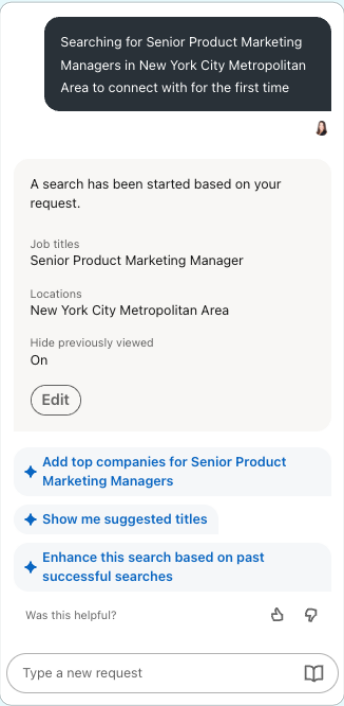 Searching for Senior Product Marketing
Managers in New York City Metropolitan
Area to connect with for the first time
A search has been started based on your
request.
Job titles
Senior Product Marketing Manager
Locations
New York City Metropolitan Area
Hide previously viewed
On
Edit
Add top companies for Senior Product
Marketing Managers
Show me suggested titles
Enhance this search based on past
successful searches
Was this helpful?
Type a new request